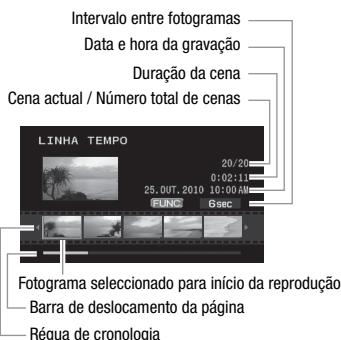 Intervalo entre fotogramas
Data e hora da gravação
Duração da cena
Cena actual / Número total de cenas
LINHA TEMPO
20/20
0:02:11
25.OUT.2010 10:00AM
FUNC. 6sec
Fotograma seleccionado para início da reprodução
Barra de deslocamento da página
Régua de cronologia